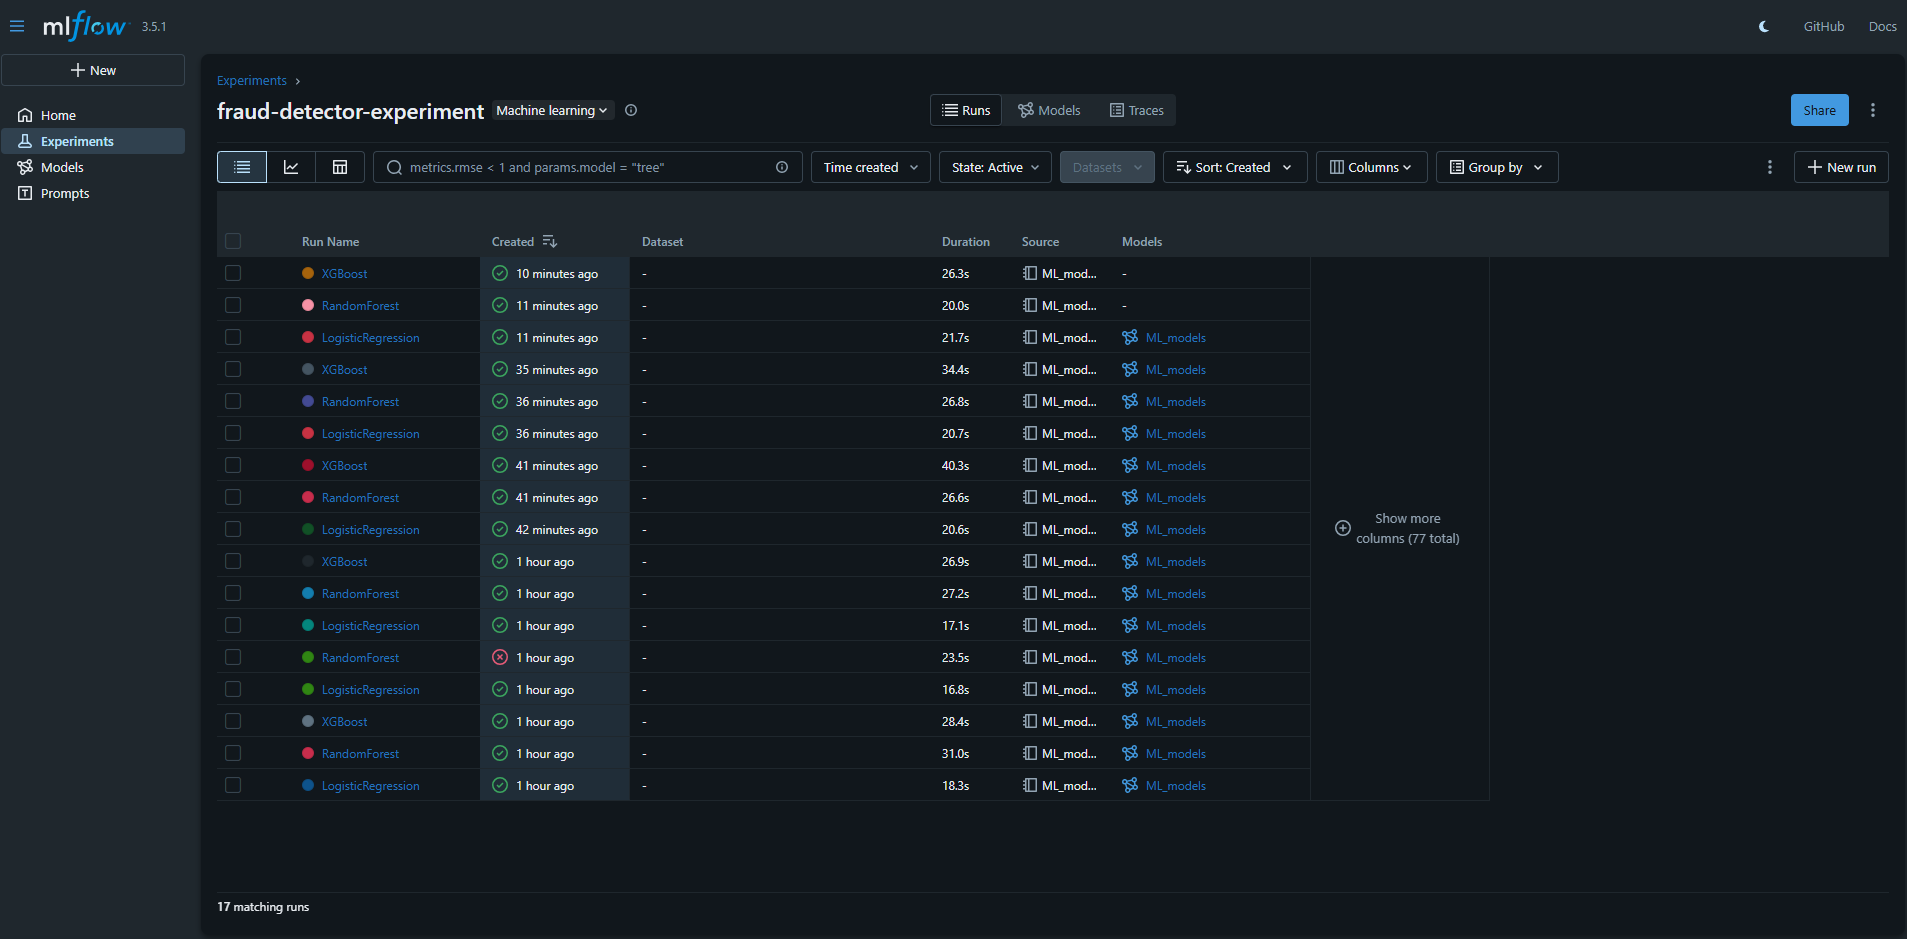 mlflow 3.5.1 GitHub Docs
New
Home
Experiments
Models
Prompts
Experiments ›
fraud-detector-experiment Machine learning
Runs Models Traces
Share
metrics.rmse < 1 and params.model = "tree" Time created State: Active Datasets Sort: Created Columns Group by New run
Run Name Created Dataset Duration Source Models
XGBoost 10 minutes ago - 26.3s ML_mod... -
RandomForest 11 minutes ago - 20.0s ML_mod... -
LogisticRegression 11 minutes ago - 21.7s ML_mod... ML_models
XGBoost 35 minutes ago - 34.4s ML_mod... ML_models
RandomForest 36 minutes ago - 26.8s ML_mod... ML_models
LogisticRegression 36 minutes ago - 20.7s ML_mod... ML_models
XGBoost 41 minutes ago - 40.3s ML_mod... ML_models
RandomForest 41 minutes ago - 26.6s ML_mod... ML_models
LogisticRegression 42 minutes ago - 20.6s ML_mod... ML_models
XGBoost 1 hour ago - 26.9s ML_mod... ML_models
RandomForest 1 hour ago - 27.2s ML_mod... ML_models
LogisticRegression 1 hour ago - 17.1s ML_mod... ML_models
RandomForest 1 hour ago - 23.5s ML_mod... ML_models
LogisticRegression 1 hour ago - 16.8s ML_mod... ML_models
XGBoost 1 hour ago - 28.4s ML_mod... ML_models
RandomForest 1 hour ago - 31.0s ML_mod... ML_models
LogisticRegression 1 hour ago - 18.3s ML_mod... ML_models
Show more
columns (77 total)
17 matching runs